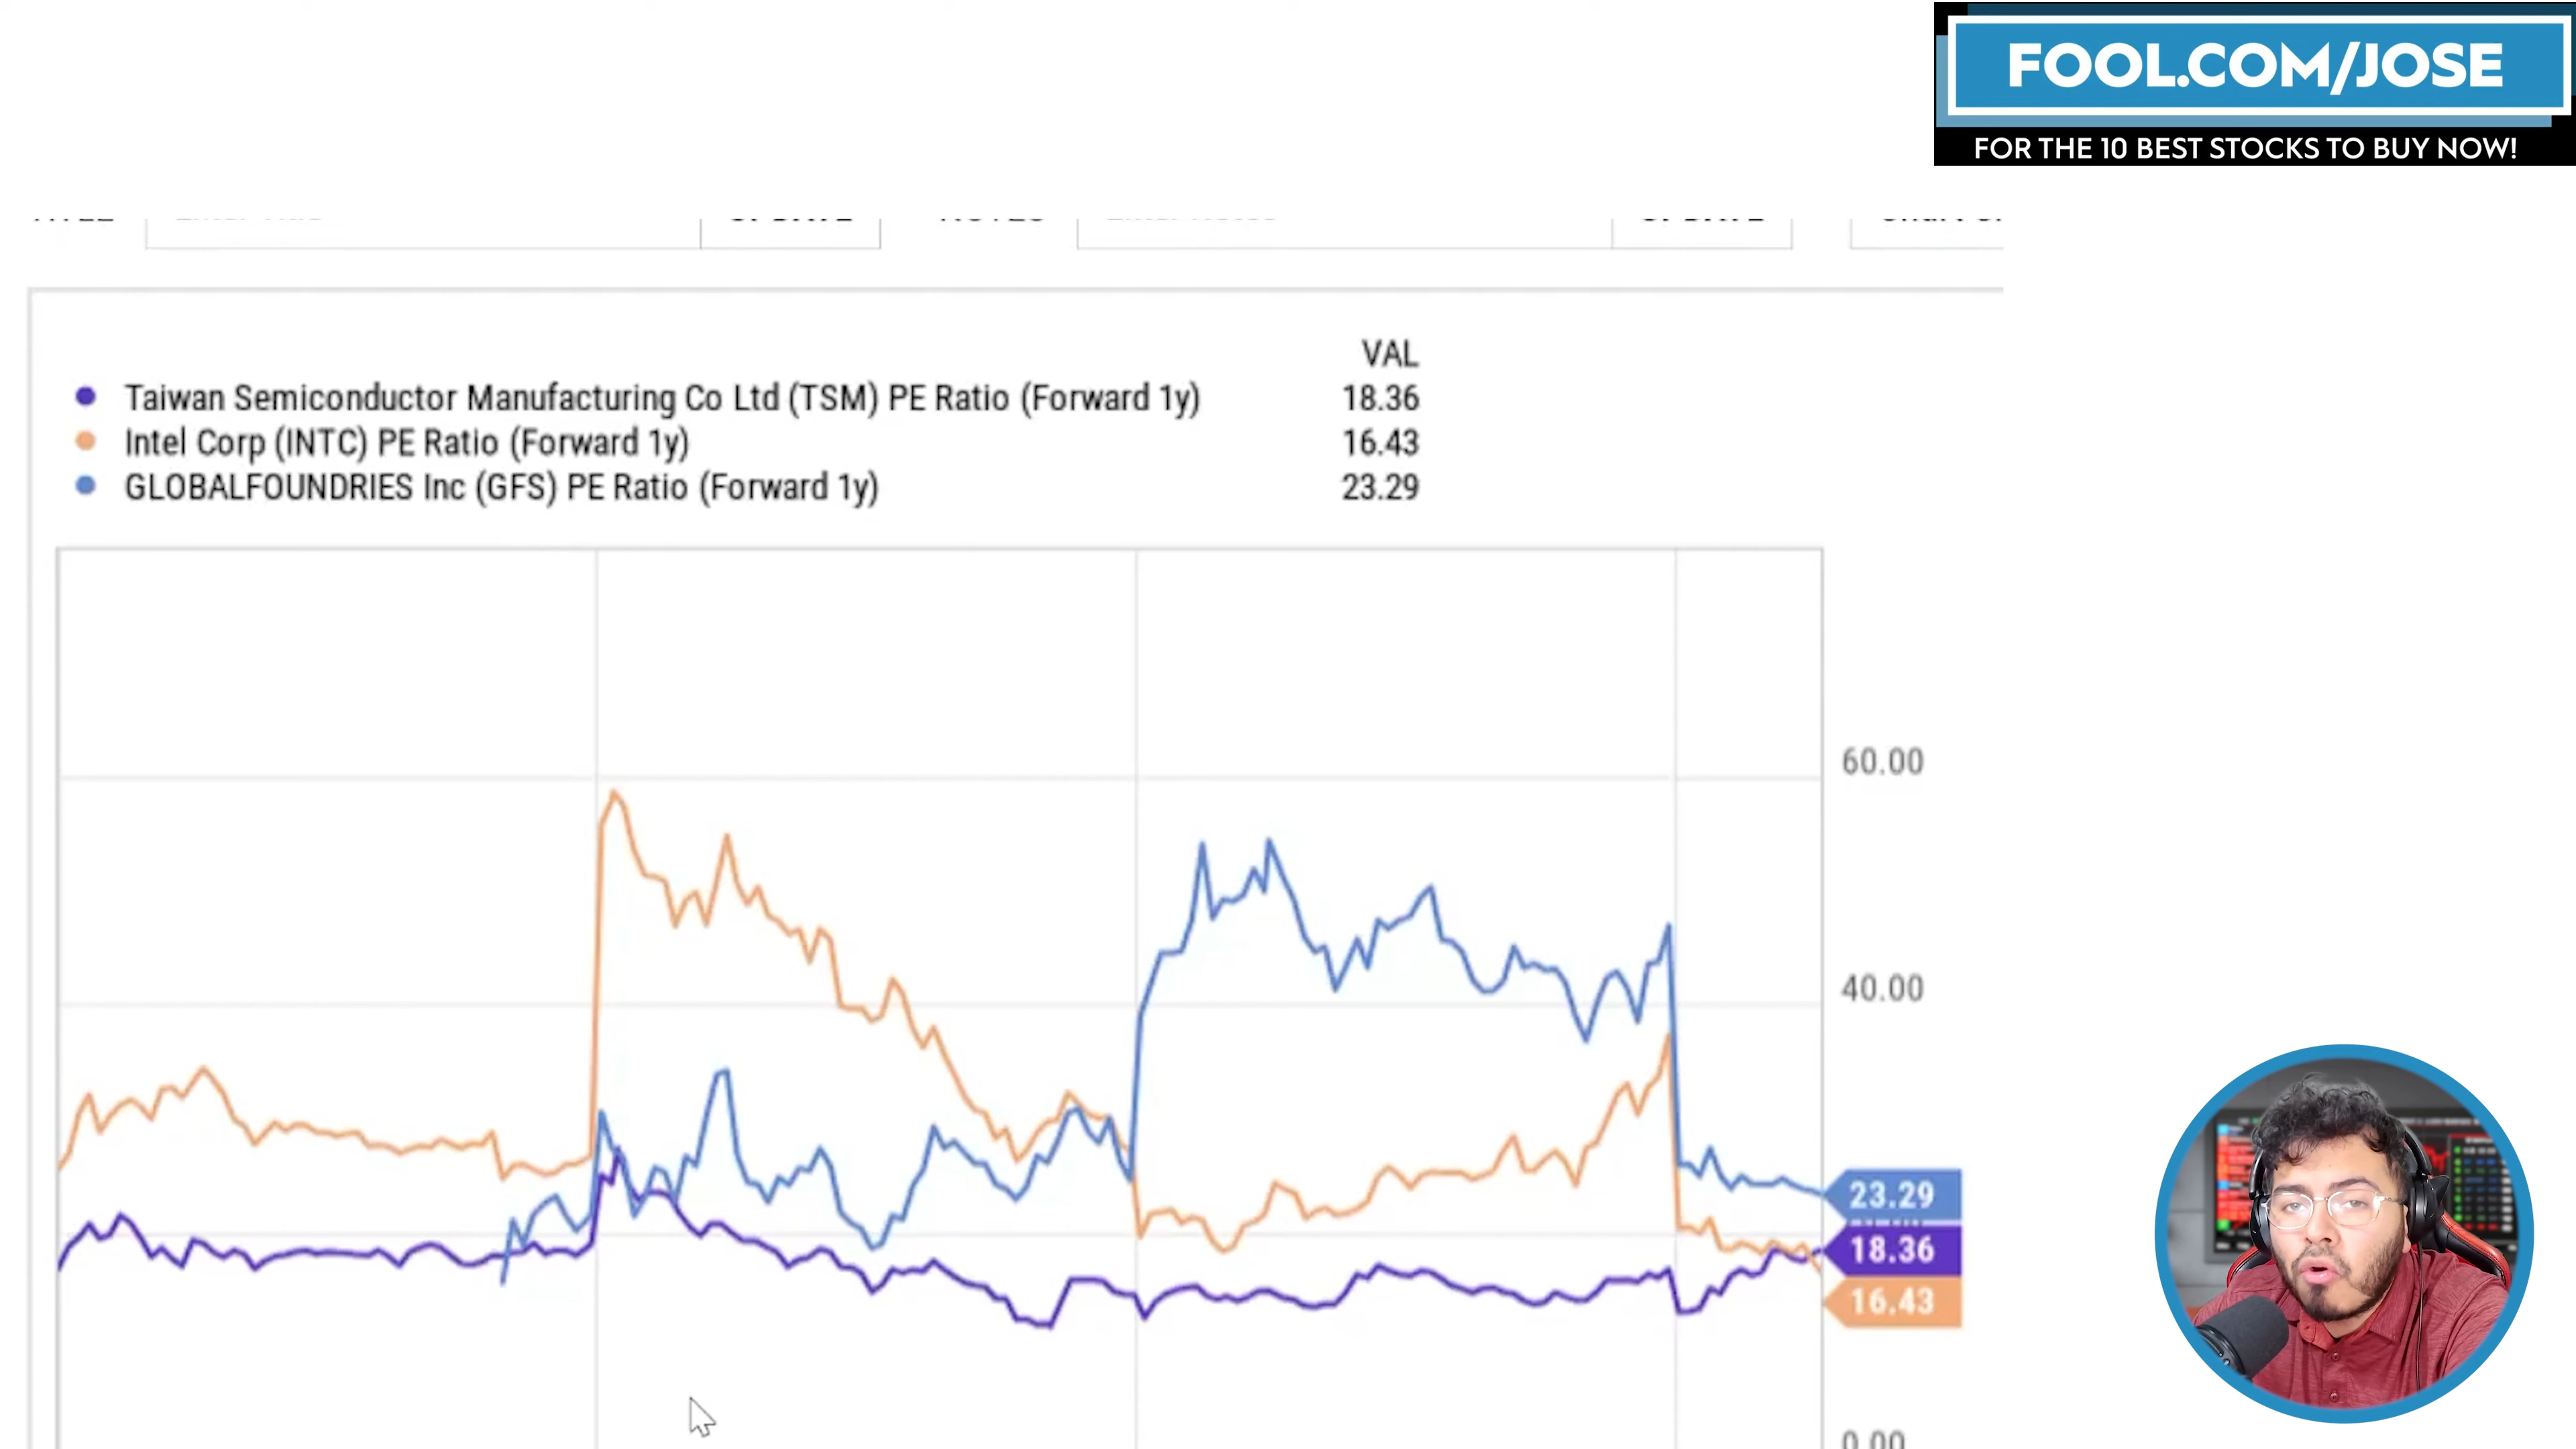 FOOL.COM/JOSE
FOR THE 10 BEST STOCKS TO BUY NOW!
VAL
Taiwan Semiconductor Manufacturing Co Ltd (TSM) PE Ratio (Forward 1y) 18.36
Intel Corp (INTC) PE Ratio (Forward 1y) 16.43
GLOBALFOUNDRIES Inc (GFS) PE Ratio (Forward 1y) 23.29
60.00
40.00
23.29
18.36
16.43
0.00